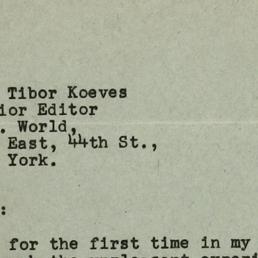 Tibor Koeves
ior Editor
. World,
East, 44th St.,
York.
:
for the first time in my